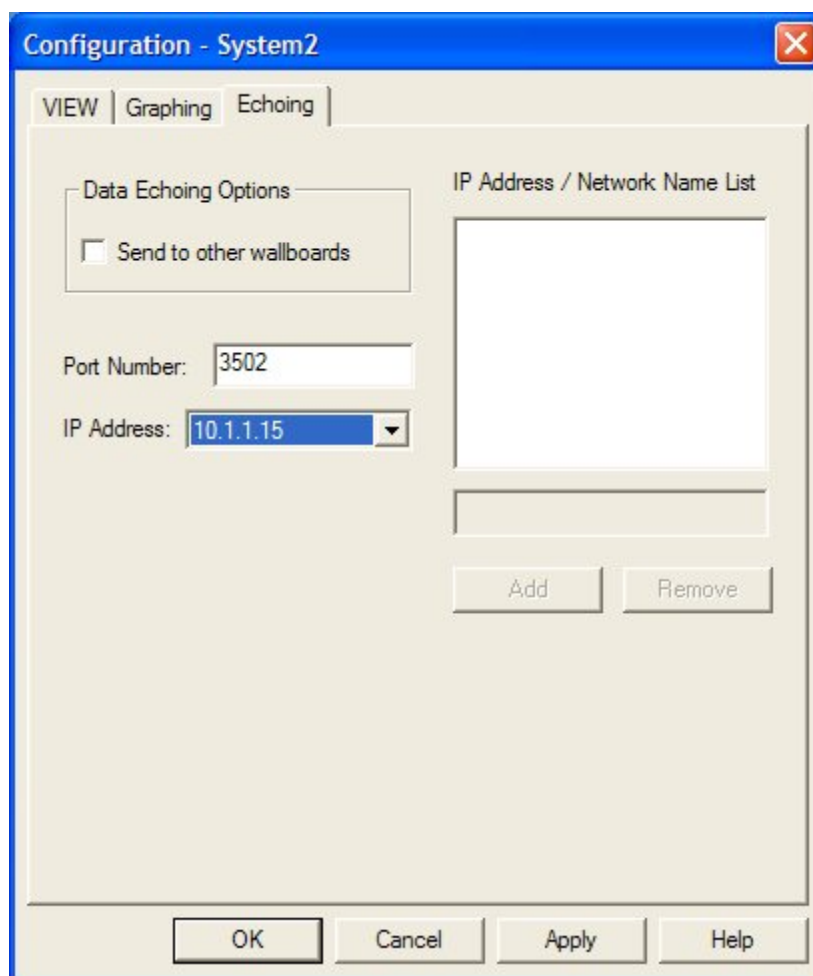 Configuration - System2
VIEW
Graphing
Echoing
Data Echoing Options
Send to other wallboards
Port Number:
3502
IP Address:
10.1.1.15
IP Address / Network Name List
Add
Remove
OK
Cancel
Apply
Help